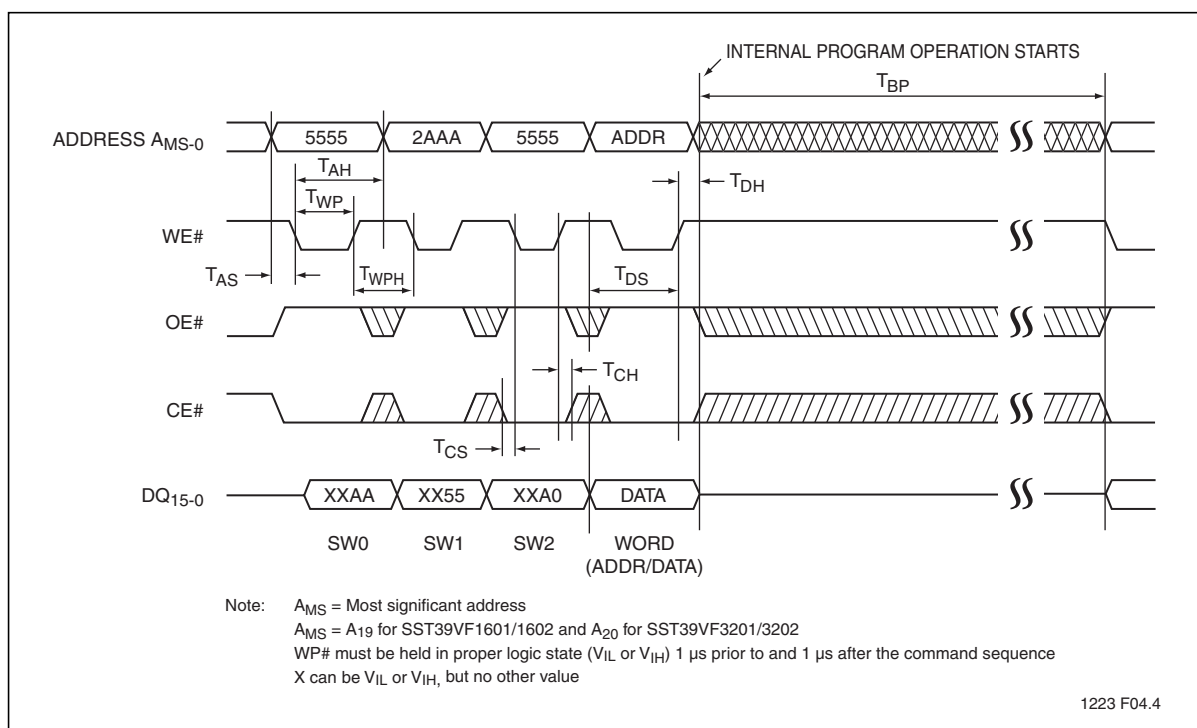 INTERNAL PROGRAM OPERATION STARTS
TBP
ADDRESS AMS-0
5555
2AAA
5555
ADDR
TAH
TDH
TWP
WE#
TAS
TWPH
TDS
OE#
TCH
CE#
TCS
DQ15-0
XXAA
XX55
XXA0
DATA
SW0
SW1
SW2
WORD
(ADDR/DATA)
Note: AMS = Most significant address
AMS = A19 for SST39VF1601/1602 and A20 for SST39VF3201/3202
WP# must be held in proper logic state (VIL or VIH) 1 µs prior to and 1 µs after the command sequence
X can be VIL or VIH, but no other value
1223 F04.4